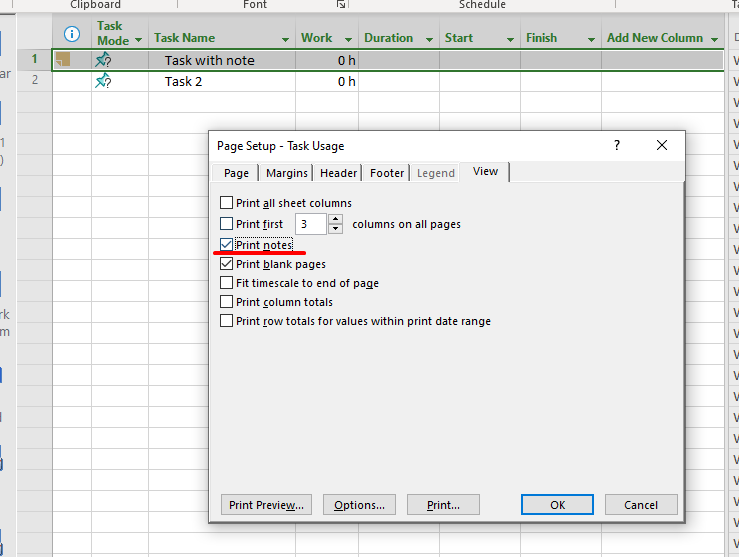 Clipboard Font Schedule Ta
Task Mode Task Name Work Duration Start Finish Add New Column
1 Task with note 0 h
ar
2 Task 2 0 h
1
)
rk
m
Page Setup - Task Usage ?
Page Margins Header Footer Legend View
Print all sheet columns
Print first 3 columns on all pages
Print notes
Print blank pages
Fit timescale to end of page
Print column totals
Print row totals for values within print date range
Print Preview... Options... Print... OK Cancel